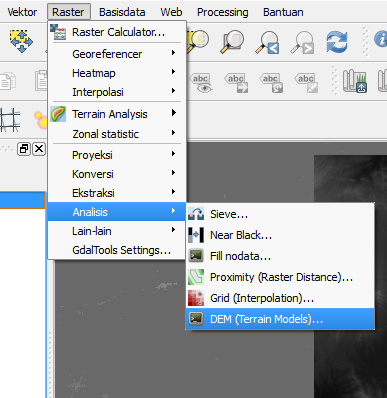 Vektor Raster Basisdata Web Processing Bantuan
Raster Calculator...
Georeferencer
Heatmap
Interpolasi
Terrain Analysis
Zonal statistic
Proyeksi
Konversi
Ekstraksi
Analisis
Lain-lain
GdalTools Settings...
Sieve...
Near Black...
Fill nodata...
Proximity (Raster Distance)...
Grid (Interpolation)...
DEM (Terrain Models)...
abc
abc
abc
abc